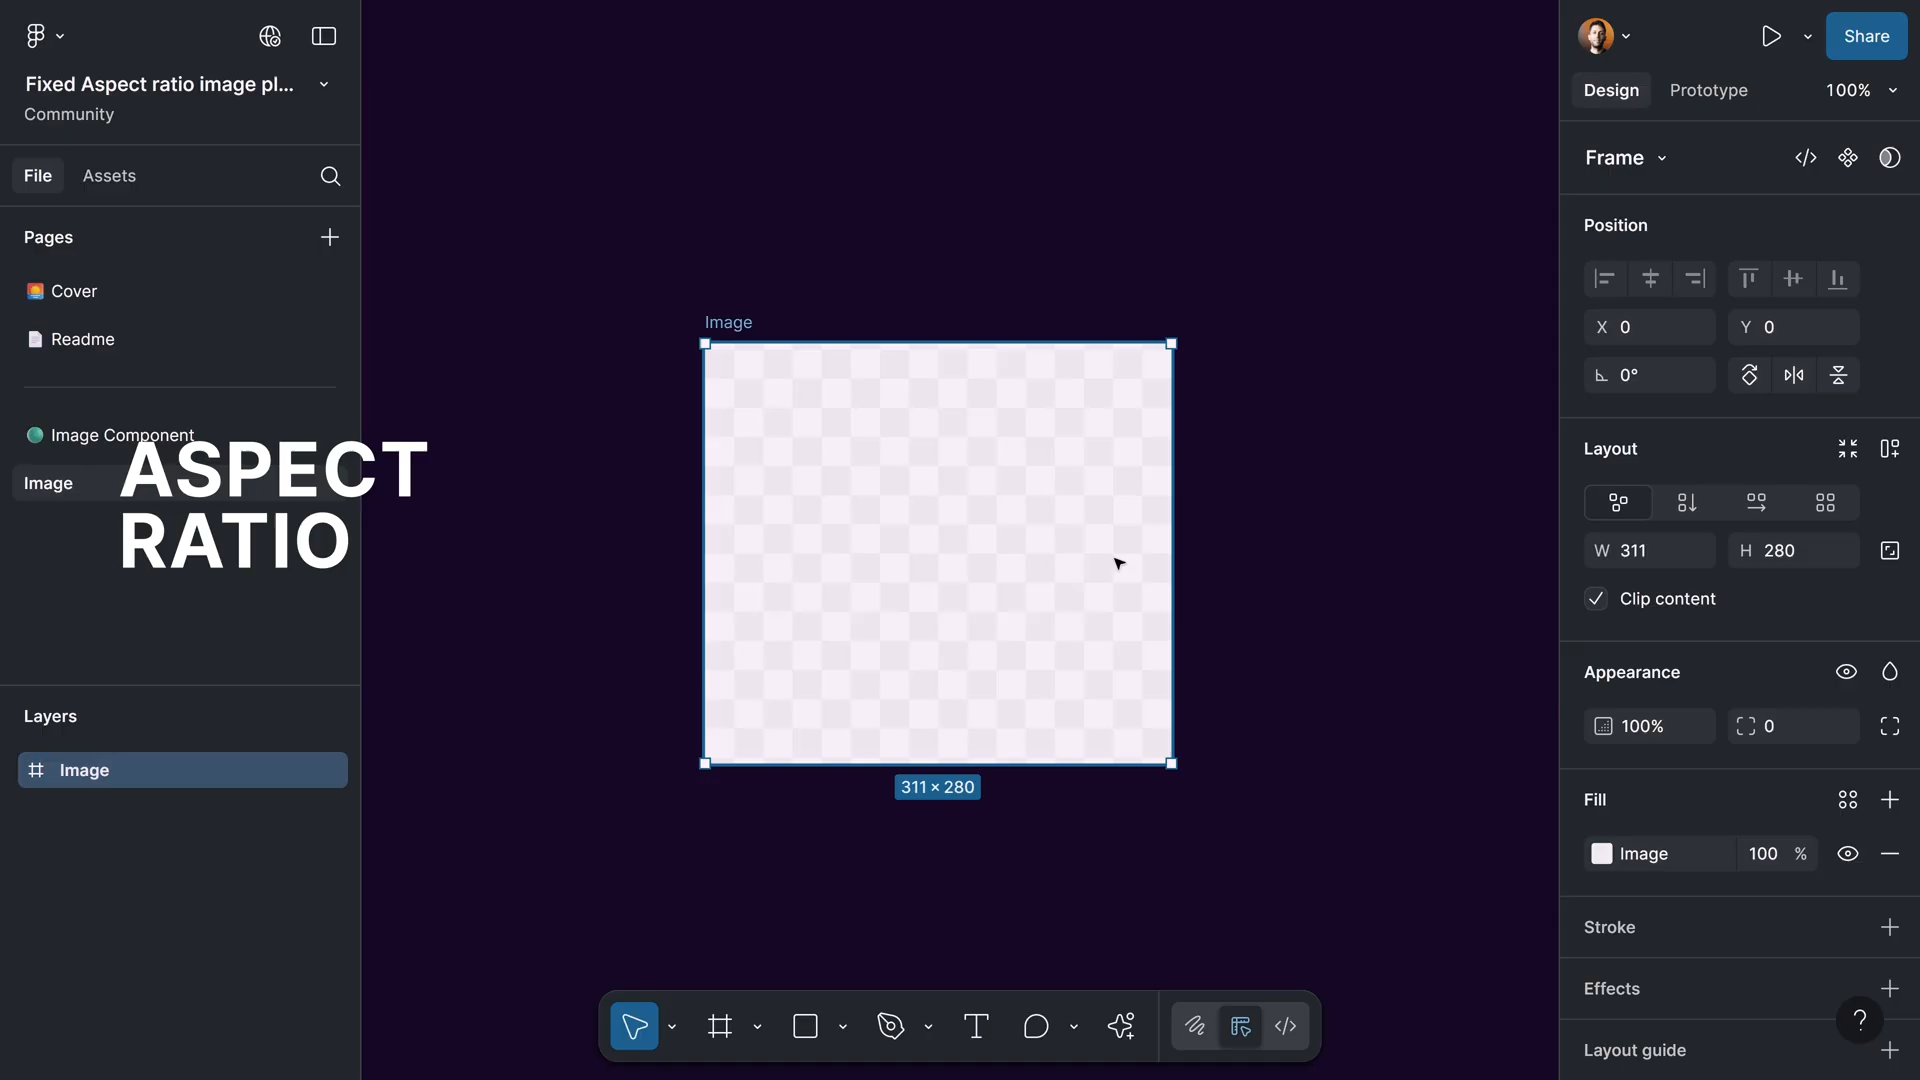 Fixed Aspect ratio image pl...
Community
File
Assets
Pages
Cover
Readme
Image Component
Image
ASPECT
RATIO
Layers
Image
Image
311 × 280
Share
Design
Prototype
100%
Frame
Position
X 0
Y 0
0°
Layout
W 311
H 280
Clip content
Appearance
100%
0
Fill
Image
100 %
Stroke
Effects
Layout guide
?